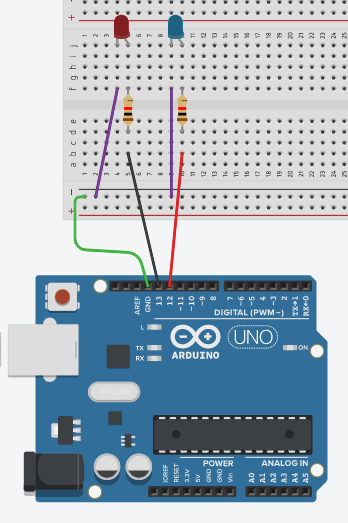 +
1 2 3 4 5 6 7 8 9 10 11 12 13 14 15 16 17 18 19 20 21 22 23 24 25
j
i
h
g
f
e
d
c
b
a
1 2 3 4 5 6 7 8 9 10 11 12 13 14 15 16 17 18 19 20 21 22 23 24 25
-
+
AREF GND 13 12 ~11 ~10 ~9 8 7 ~6 ~5 4 ~3 2 TX→1 RX←0
DIGITAL (PWM~)
L
TX
RX
ARDUINO
UNO
ON
IOREF RESET 3.3V 5V GND GND Vin A0 A1 A2 A3 A4 A5
POWER ANALOG IN